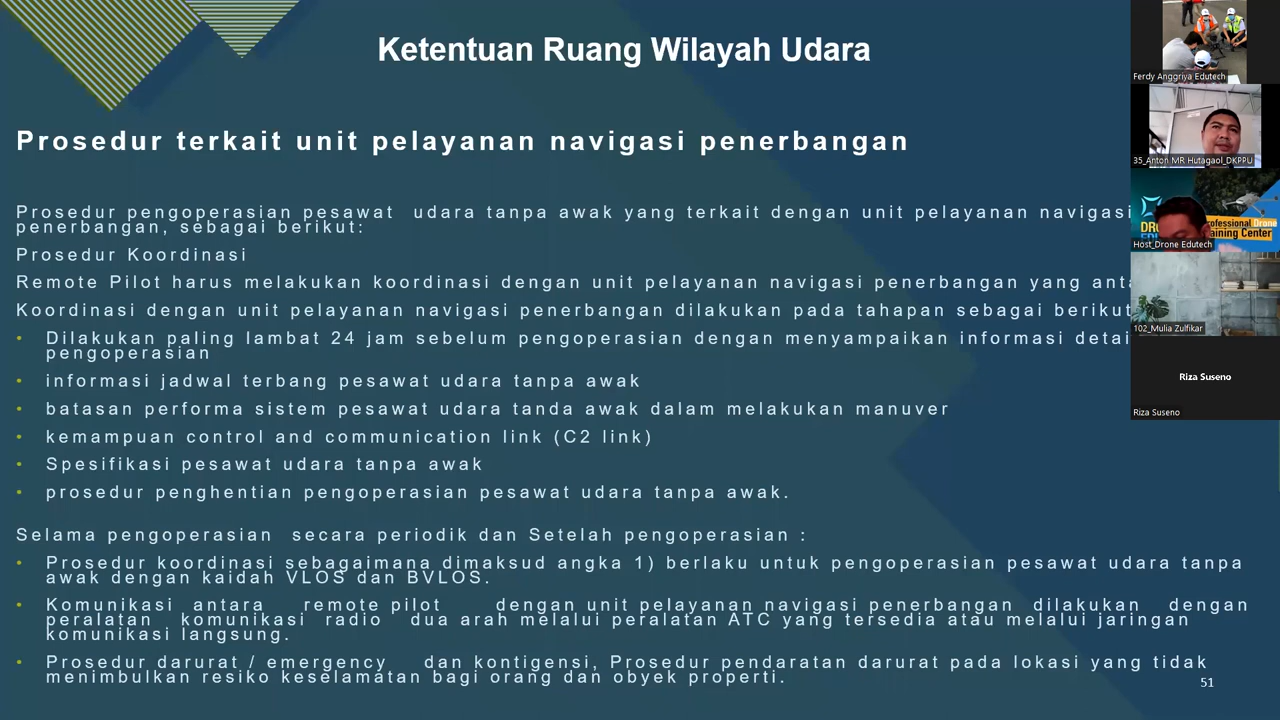 Ketentuan Ruang Wilayah Udara
Prosedur terkait unit pelayanan navigasi penerbangan
Prosedur pengoperasian pesawat udara tanpa awak yang terkait dengan unit pelayanan navigasi
penerbangan, sebagai berikut:
Prosedur Koordinasi
Remote Pilot harus melakukan koordinasi dengan unit pelayanan navigasi penerbangan yang
Koordinasi dengan unit pelayanan navigasi penerbangan dilakukan pada tahapan sebagai berikut
• Dilakukan paling lambat 24 jam sebelum pengoperasian dengan menyampaikan informasi detai
pengoperasian
• informasi jadwal terbang pesawat udara tanpa awak
• batasan performa sistem pesawat udara tanda awak dalam melakukan manuver
• kemampuan control and communication link (C2 link)
• Spesifikasi pesawat udara tanpa awak
• prosedur penghentian pengoperasian pesawat udara tanpa awak.
Selama pengoperasian secara periodik dan Setelah pengoperasian :
• Prosedur koordinasi sebagaimana dimaksud angka 1) berlaku untuk pengoperasian pesawat udara tanpa
awak dengan kaidah VLOS dan BVLOS.
• Komunikasi antara remote pilot dengan unit pelayanan navigasi penerbangan dilakukan dengan
peralatan komunikasi radio dua arah melalui peralatan ATC yang tersedia atau melalui jaringan
komunikasi langsung.
• Prosedur darurat / emergency dan kontigensi, Prosedur pendaratan darurat pada lokasi yang tidak
menimbulkan resiko keselamatan bagi orang dan obyek properti.
51
Ferdy Anggriya Edutech
35_Anton MR Hutagaol_DKPPU
Professional Drone
Training Center
Host_Drone Edutech
102_Mulia Zulfikar
Riza Suseno
Riza Suseno